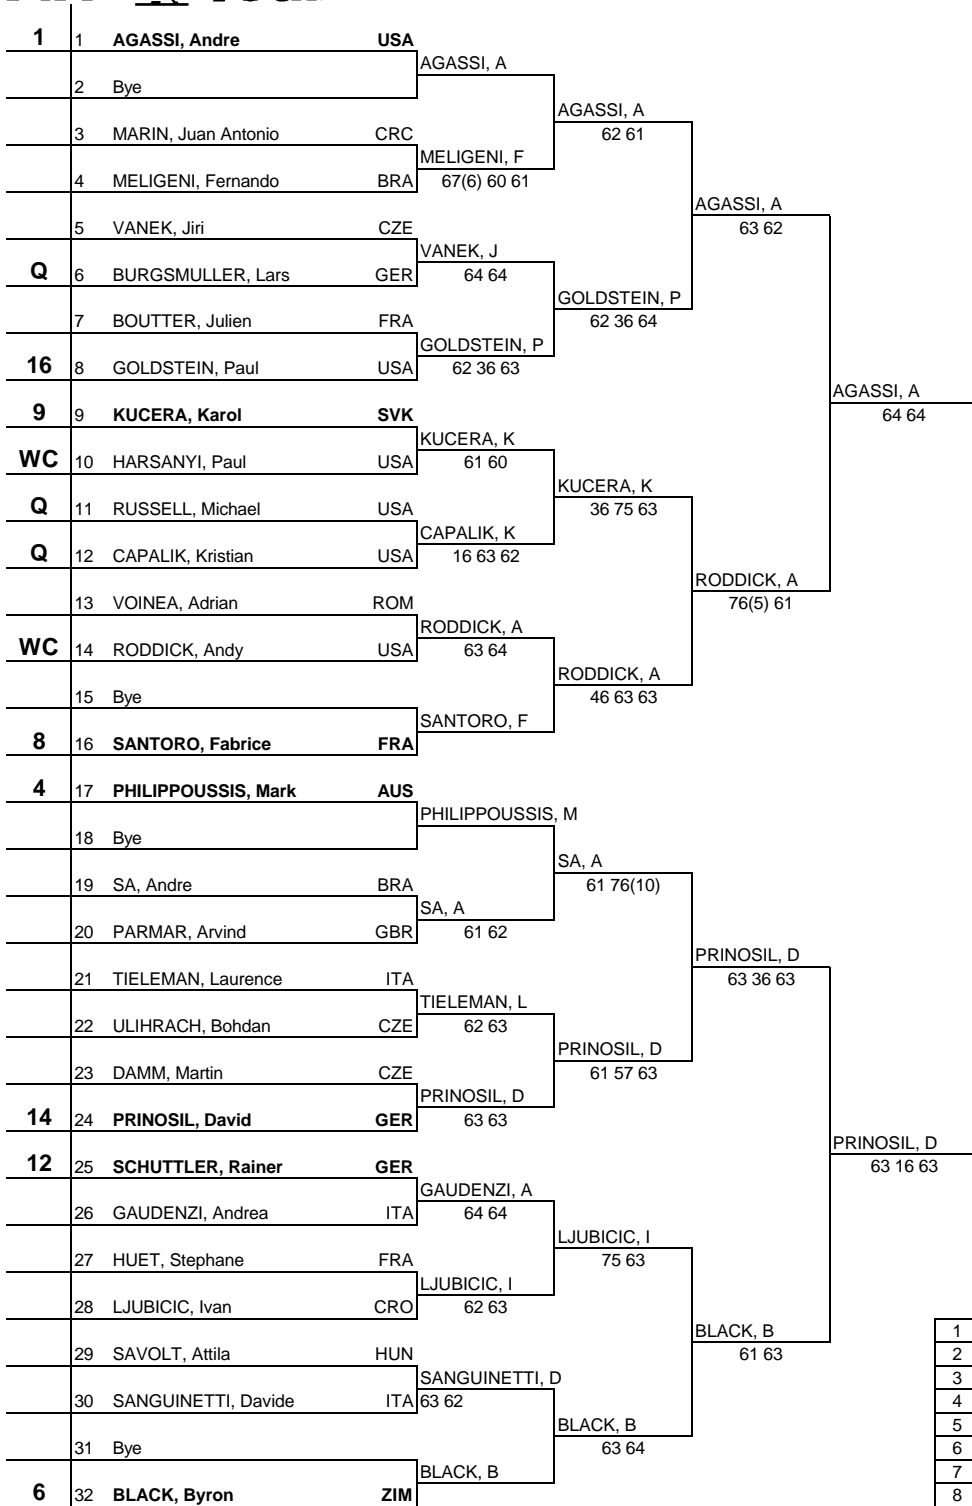 1 1 AGASSI, Andre USA
AGASSI, A
2 Bye
AGASSI, A
3 MARIN, Juan Antonio CRC
62 61
MELIGENI, F
4 MELIGENI, Fernando BRA
67(6) 60 61
AGASSI, A
5 VANEK, Jiri CZE
63 62
VANEK, J
Q 6 BURGSMULLER, Lars GER
64 64
GOLDSTEIN, P
7 BOUTTER, Julien FRA
62 36 64
GOLDSTEIN, P
16 8 GOLDSTEIN, Paul USA
62 36 63
AGASSI, A
9 9 KUCERA, Karol SVK
64 64
KUCERA, K
WC 10 HARSANYI, Paul USA
61 60
KUCERA, K
Q 11 RUSSELL, Michael USA
36 75 63
CAPALIK, K
Q 12 CAPALIK, Kristian USA
16 63 62
RODDICK, A
13 VOINEA, Adrian ROM
76(5) 61
RODDICK, A
WC 14 RODDICK, Andy USA
63 64
RODDICK, A
15 Bye
46 63 63
SANTORO, F
8 16 SANTORO, Fabrice FRA
4 17 PHILIPPOUSSIS, Mark AUS
PHILIPPOUSSIS, M
18 Bye
SA, A
19 SA, Andre BRA
61 76(10)
SA, A
20 PARMAR, Arvind GBR
61 62
PRINOSIL, D
21 TIELEMAN, Laurence ITA
63 36 63
TIELEMAN, L
22 ULIHRACH, Bohdan CZE
62 63
PRINOSIL, D
23 DAMM, Martin CZE
61 57 63
PRINOSIL, D
14 24 PRINOSIL, David GER
63 63
PRINOSIL, D
12 25 SCHUTTLER, Rainer GER
63 16 63
GAUDENZI, A
26 GAUDENZI, Andrea ITA
64 64
LJUBICIC, I
27 HUET, Stephane FRA
75 63
LJUBICIC, I
28 LJUBICIC, Ivan CRO
62 63
BLACK, B
1
29 SAVOLT, Attila HUN
61 63
2
SANGUINETTI, D
3
30 SANGUINETTI, Davide ITA
63 62
4
BLACK, B
5
31 Bye
63 64
6
BLACK, B
7
6 32 BLACK, Byron ZIM
8